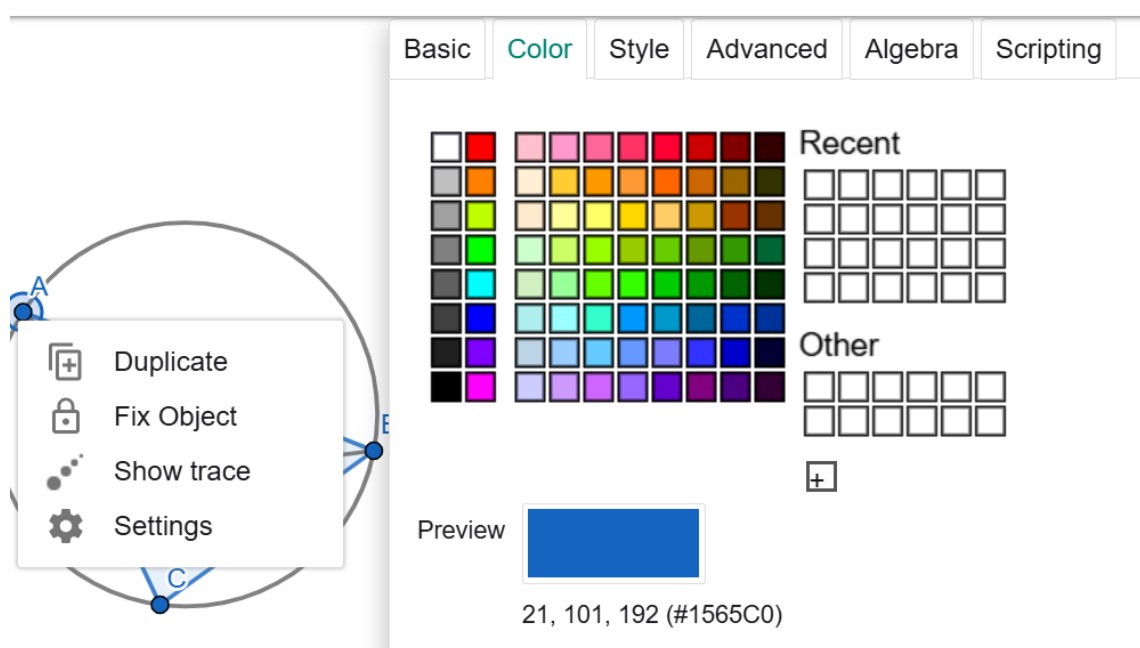 Basic
Color
Style
Advanced
Algebra
Scripting
Recent
Other
+
Preview
21, 101, 192 (#1565C0)
A
Duplicate
Fix Object
Show trace
Settings
C